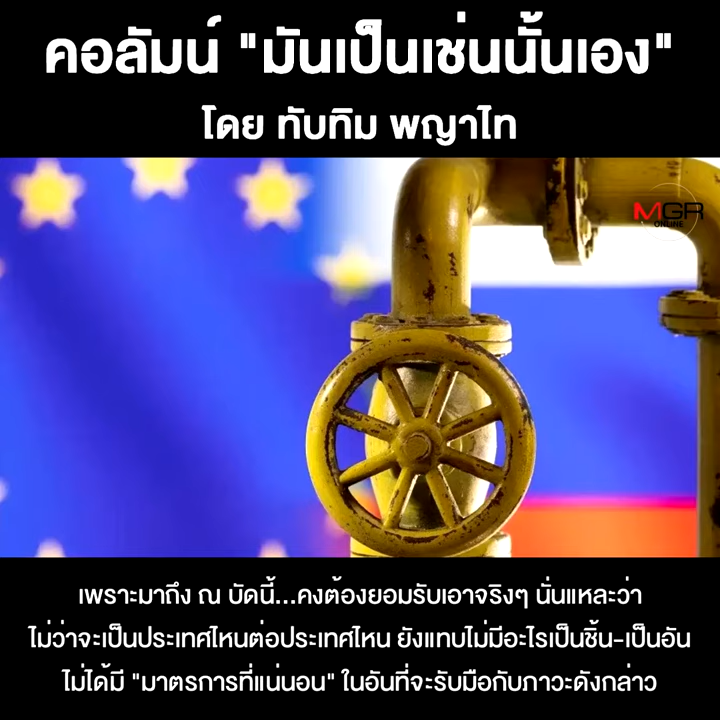 คอลัมน์ "มันเป็นเช่นนั้นเอง"
โดย ทับทิม พญาไท
MGR
ONLINE
เพราะมาถึง ณ บัดนี้...คงต้องยอมรับเอาจริงๆ นั่นแหละว่า
ไม่ว่าจะเป็นประเทศไหนต่อประเทศไหน ยังแทบไม่มีอะไรเป็นชิ้น-เป็นอัน
ไม่ได้มี "มาตรการที่แน่นอน" ในอันที่จะรับมือกับภาวะดังกล่าว